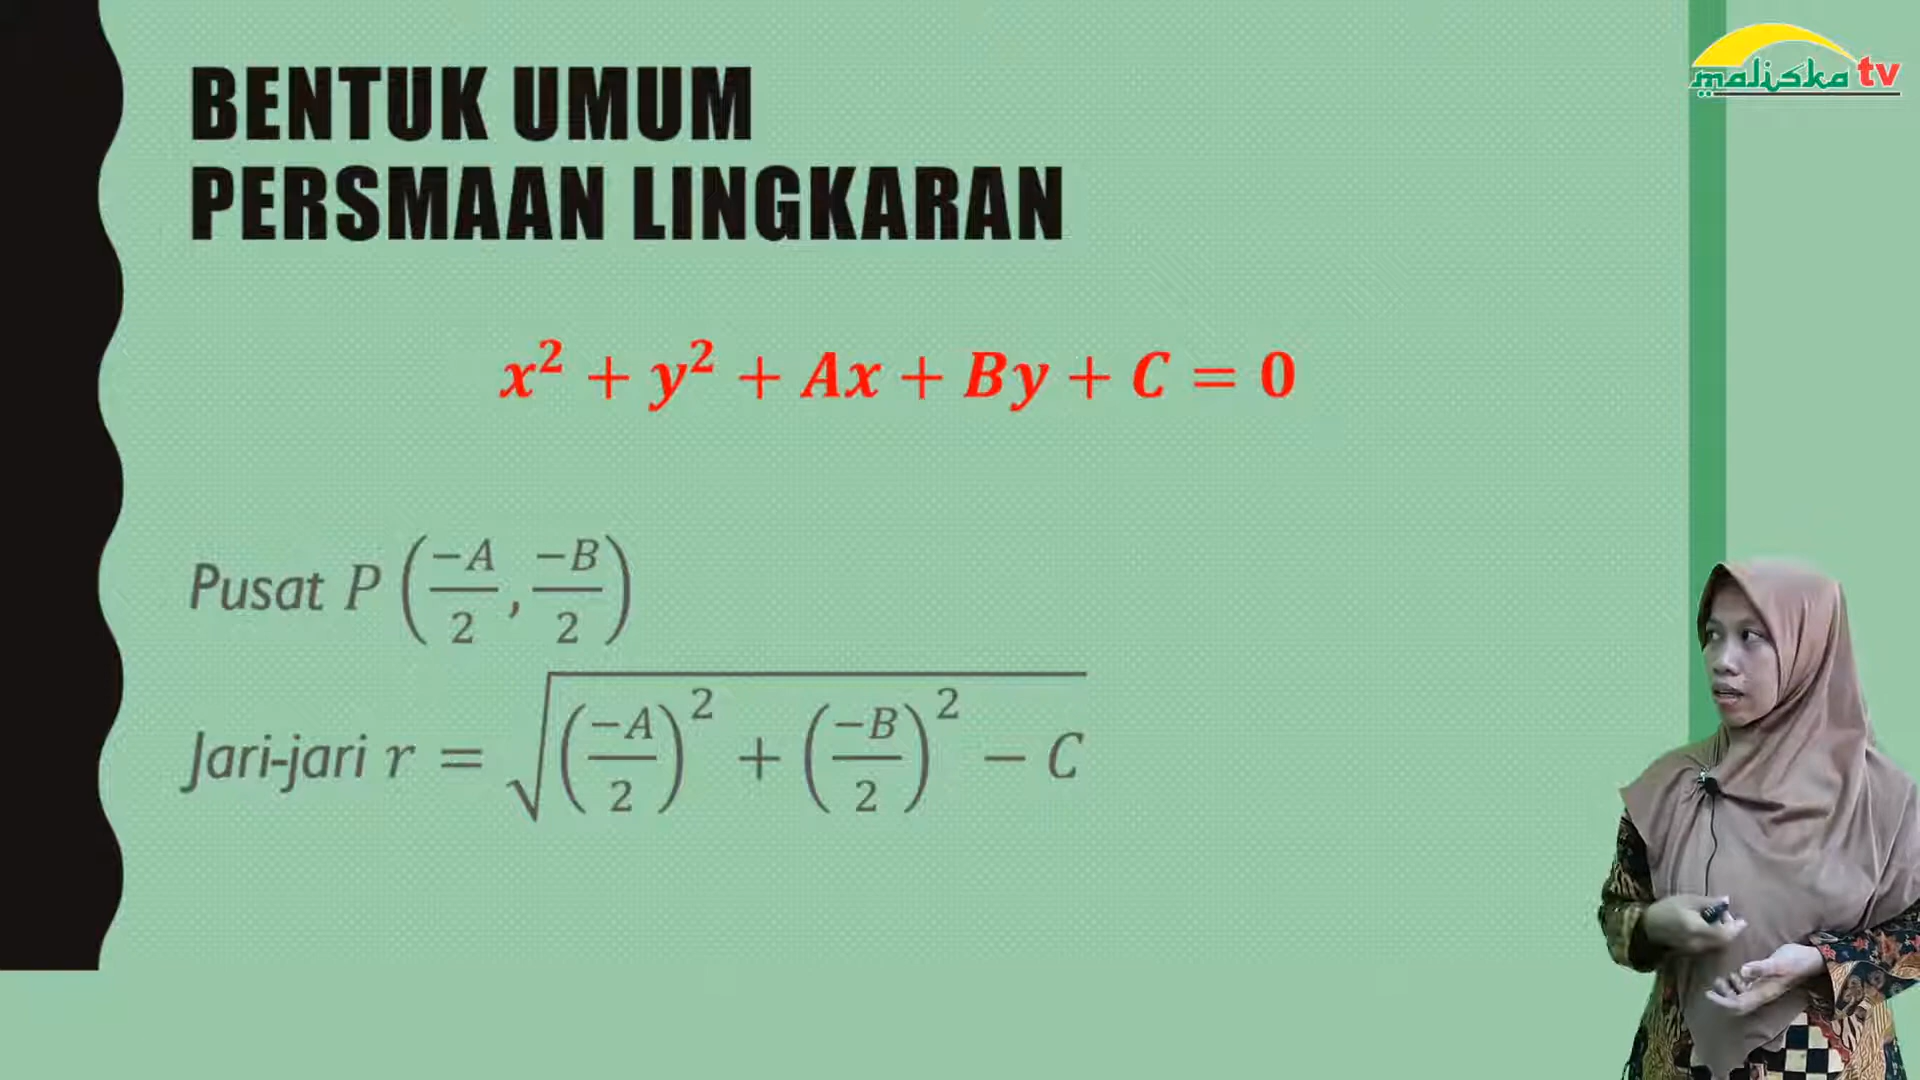 maliska tv
BENTUK UMUM
PERSMAAN LINGKARAN
x² + y² + Ax + By + C = 0
Pusat P (−A/2 , −B/2)
Jari-jari r = √((−A/2)² + (−B/2)² − C)